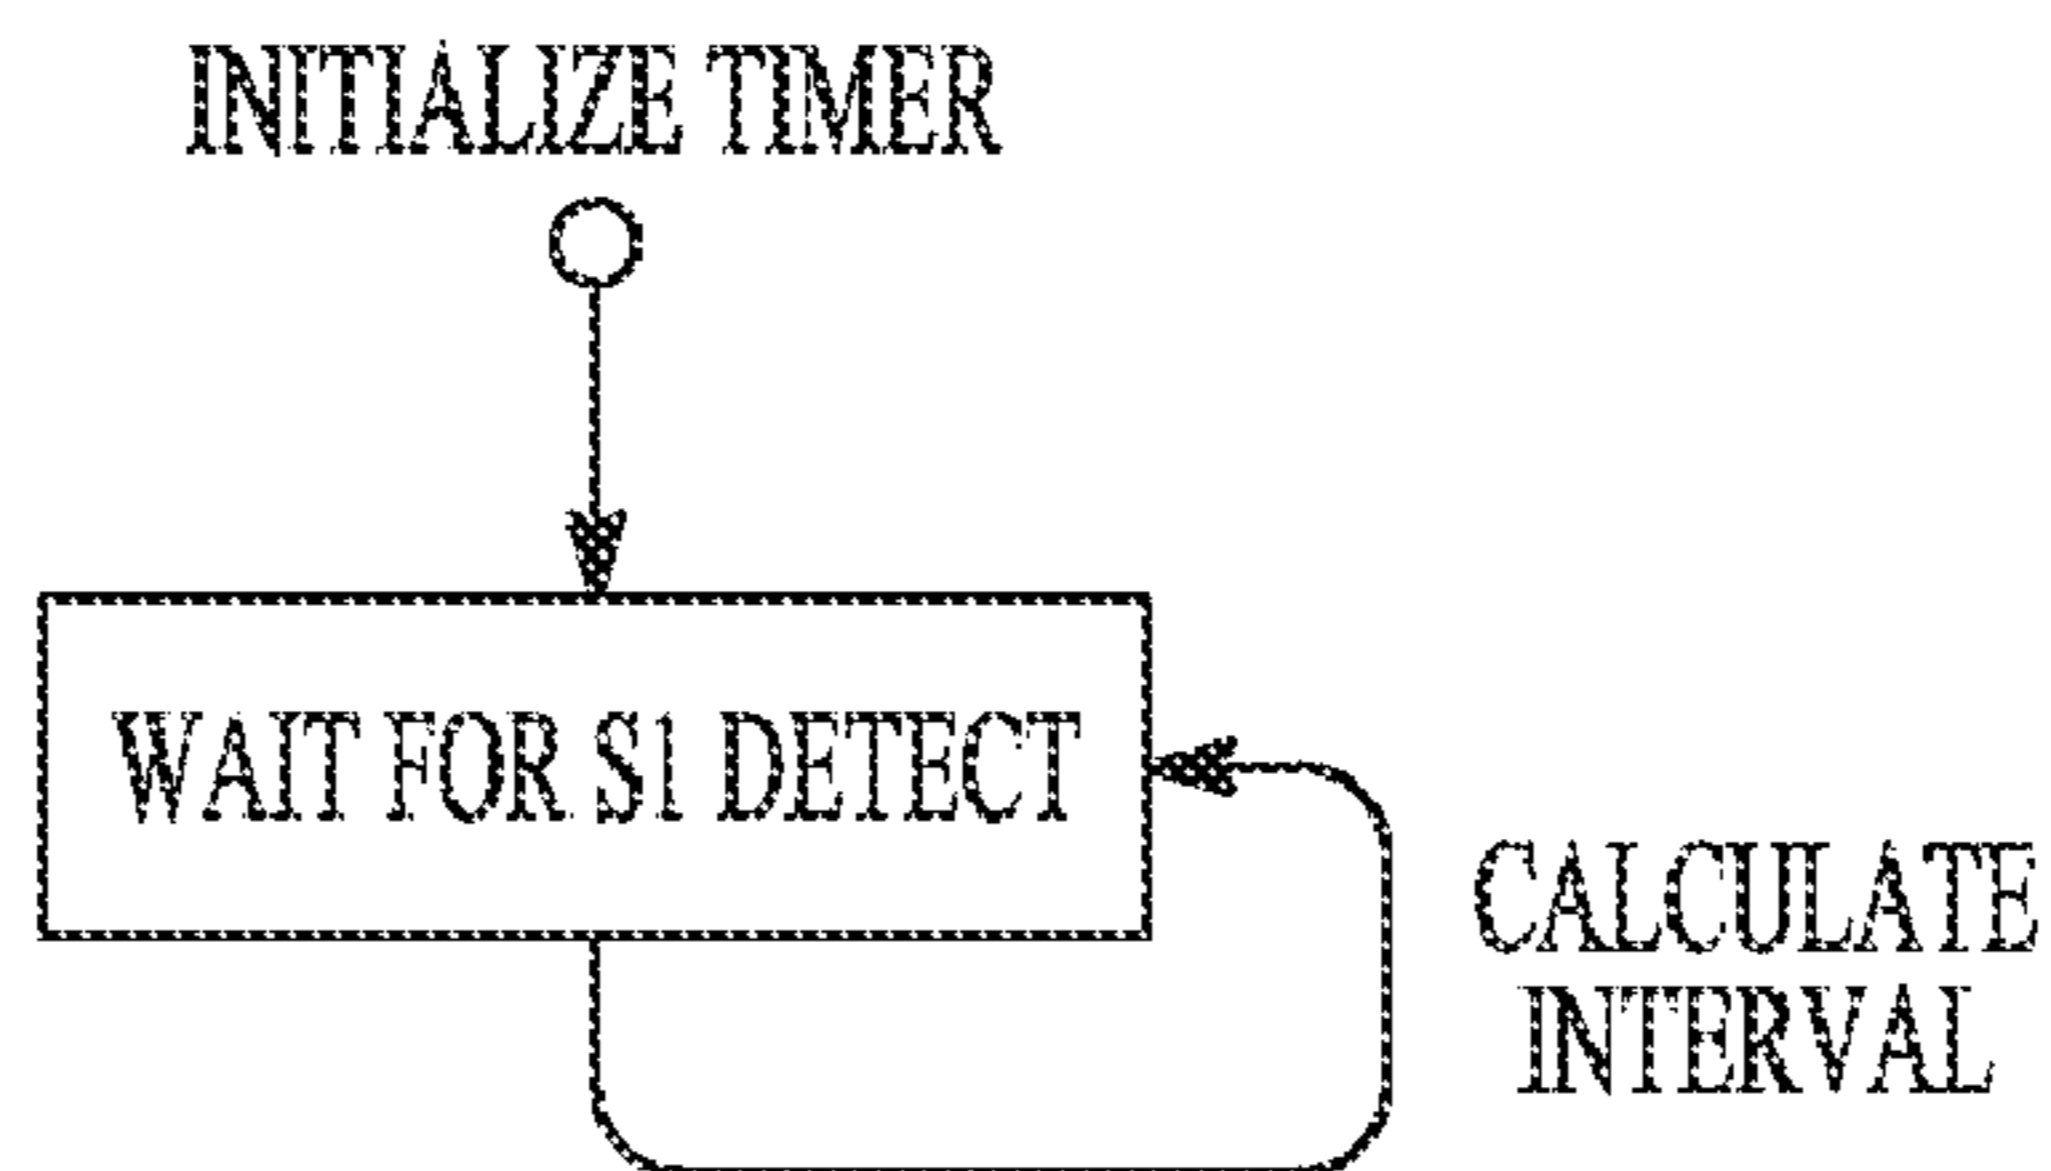 INITIALIZE TIMER
WAIT FOR S1 DETECT
CALCULATE
INTERVAL